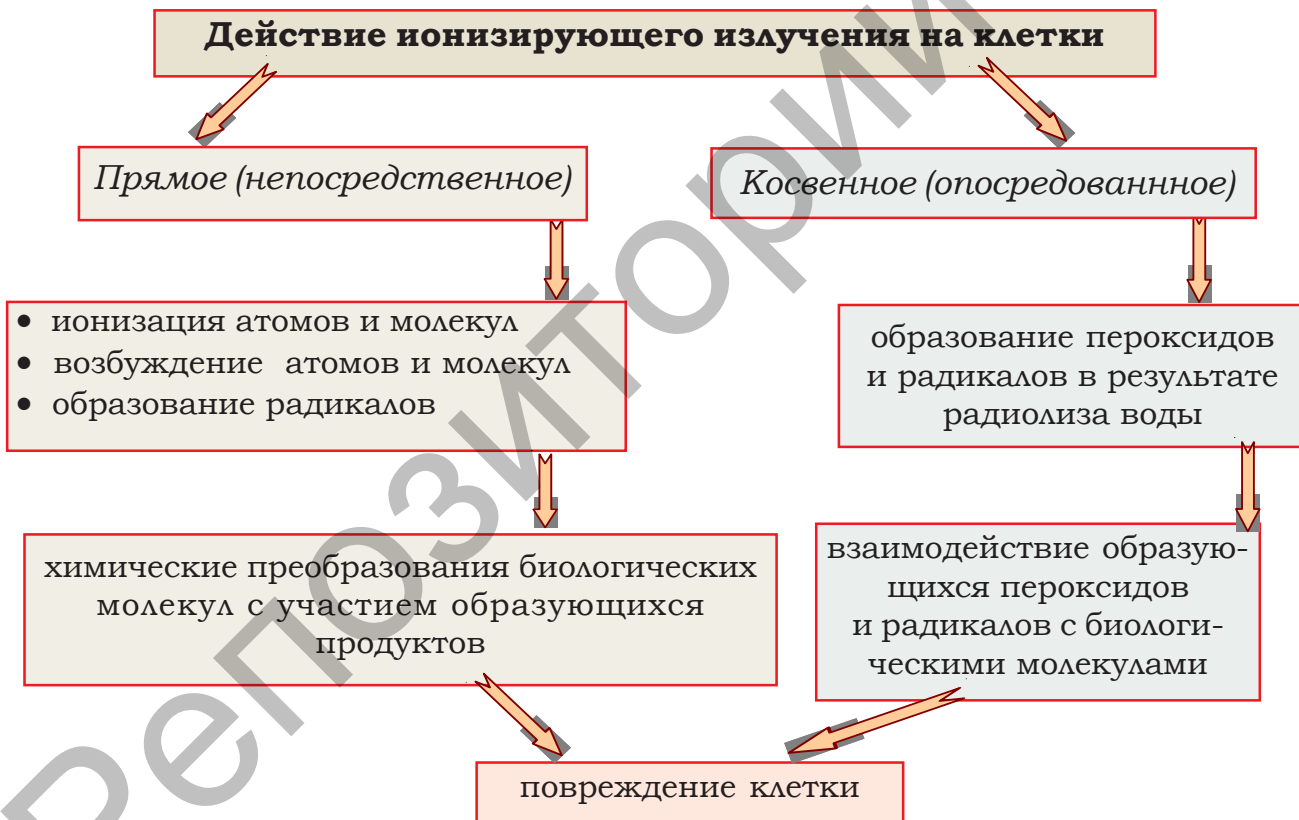 Действие ионизирующего излучения на клетки
Прямое (непосредственное)
Косвенное (опосредованнное)
• ионизация атомов и молекул
• возбуждение атомов и молекул
• образование радикалов
образование пероксидов
и радикалов в результате
радиолиза воды
химические преобразования биологических
молекул с участием образующихся
продуктов
взаимодействие образую-
щихся пероксидов
и радикалов с биологи-
ческими молекулами
повреждение клетки
Репозиторий